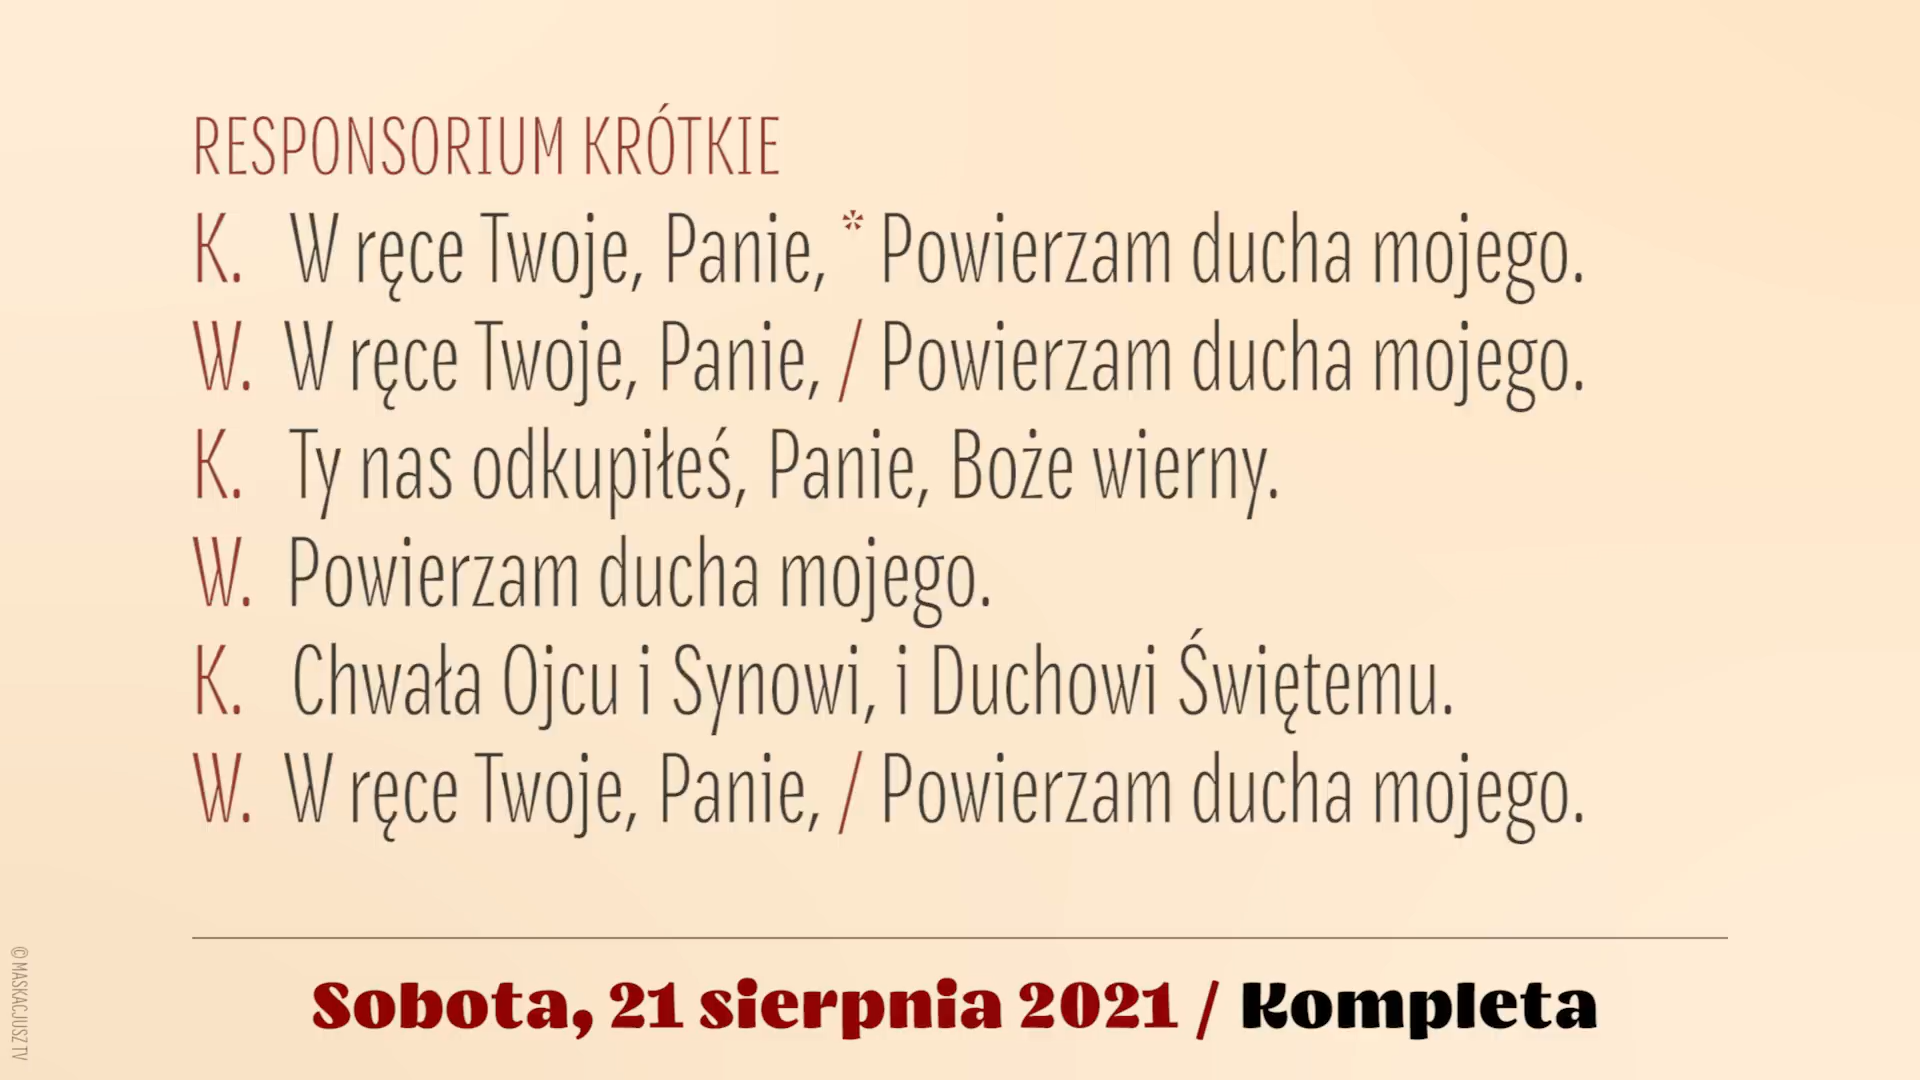 RESPONSORIUM KRÓTKIE
K. W ręce Twoje, Panie, * Powierzam ducha mojego.
W. W ręce Twoje, Panie, / Powierzam ducha mojego.
K. Ty nas odkupiłeś, Panie, Boże wierny.
W. Powierzam ducha mojego.
K. Chwała Ojcu i Synowi, i Duchowi Świętemu.
W. W ręce Twoje, Panie, / Powierzam ducha mojego.
Sobota, 21 sierpnia 2021 / Kompleta
© MASKACJUSZ TV